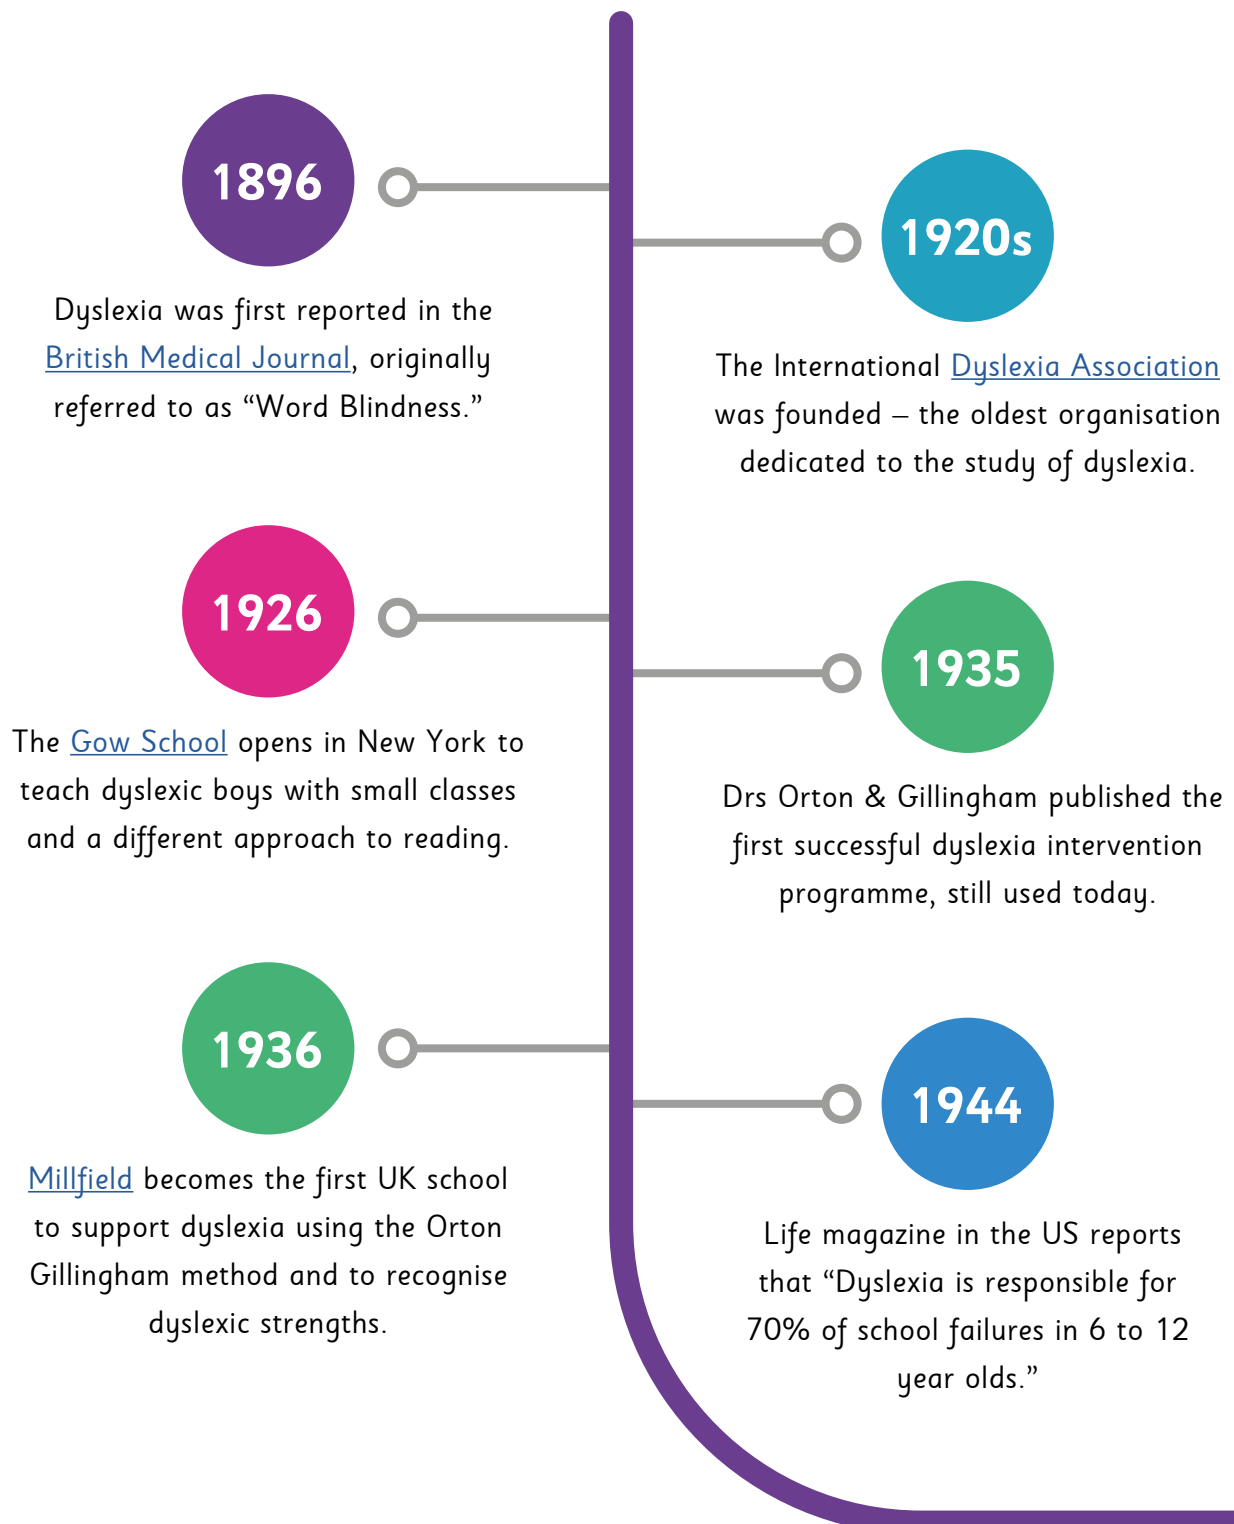 1896
Dyslexia was first reported in the
British Medical Journal, originally
referred to as “Word Blindness.”
1920s
The International Dyslexia Association
was founded – the oldest organisation
dedicated to the study of dyslexia.
1926
The Gow School opens in New York to
teach dyslexic boys with small classes
and a different approach to reading.
1935
Drs Orton & Gillingham published the
first successful dyslexia intervention
programme, still used today.
1936
Millfield becomes the first UK school
to support dyslexia using the Orton
Gillingham method and to recognise
dyslexic strengths.
1944
Life magazine in the US reports
that “Dyslexia is responsible for
70% of school failures in 6 to 12
year olds.”